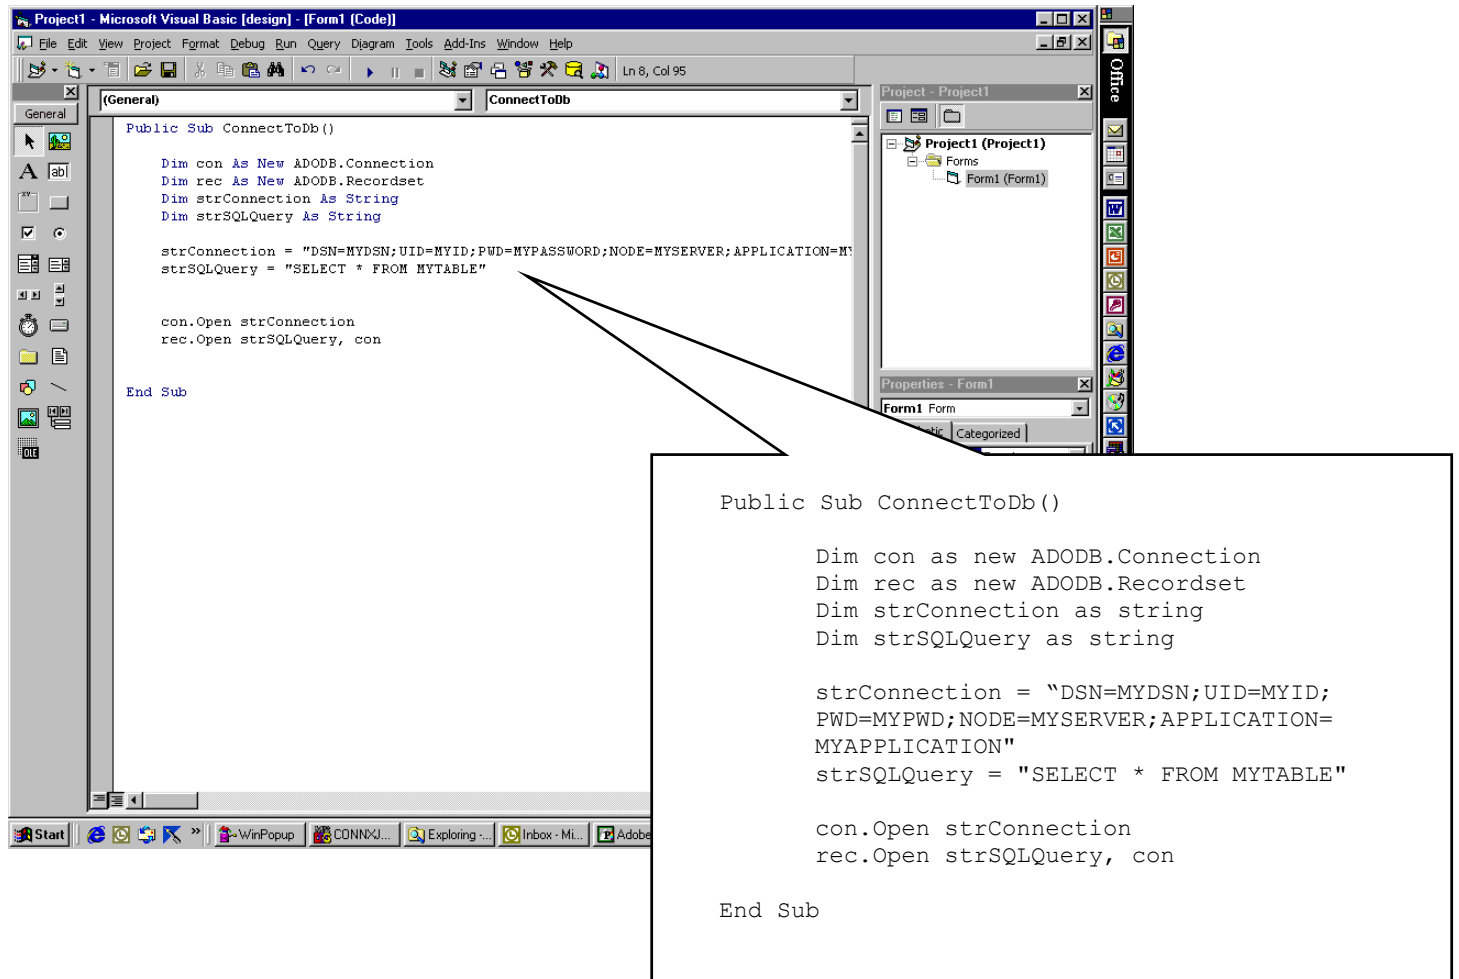 Project1 - Microsoft Visual Basic [design] - [Form1 (Code)]
File Edit View Project Format Debug Run Query Diagram Tools Add-Ins Window Help
Ln 8, Col 95
General
(General)
ConnectToDb
Public Sub ConnectToDb()
Dim con As New ADODB.Connection
Dim rec As New ADODB.Recordset
Dim strConnection As String
Dim strSQLQuery As String
strConnection = "DSN=MYDSN;UID=MYID;PWD=MYPASSWORD;NODE=MYSERVER;APPLICATION=MY
strSQLQuery = "SELECT * FROM MYTABLE"
con.Open strConnection
rec.Open strSQLQuery, con
End Sub
A
abl
OLE
Project - Project1
Project1 (Project1)
Forms
Form1 (Form1)
Properties - Form1
Form1 Form
Categorized
Office
Start
WinPopup
CONNXJ...
Exploring -...
Inbox - Mi...
Adobe
Public Sub ConnectToDb()
Dim con as new ADODB.Connection
Dim rec as new ADODB.Recordset
Dim strConnection as string
Dim strSQLQuery as string
strConnection = “DSN=MYDSN;UID=MYID;
PWD=MYPWD;NODE=MYSERVER;APPLICATION=
MYAPPLICATION"
strSQLQuery = "SELECT * FROM MYTABLE"
con.Open strConnection
rec.Open strSQLQuery, con
End Sub